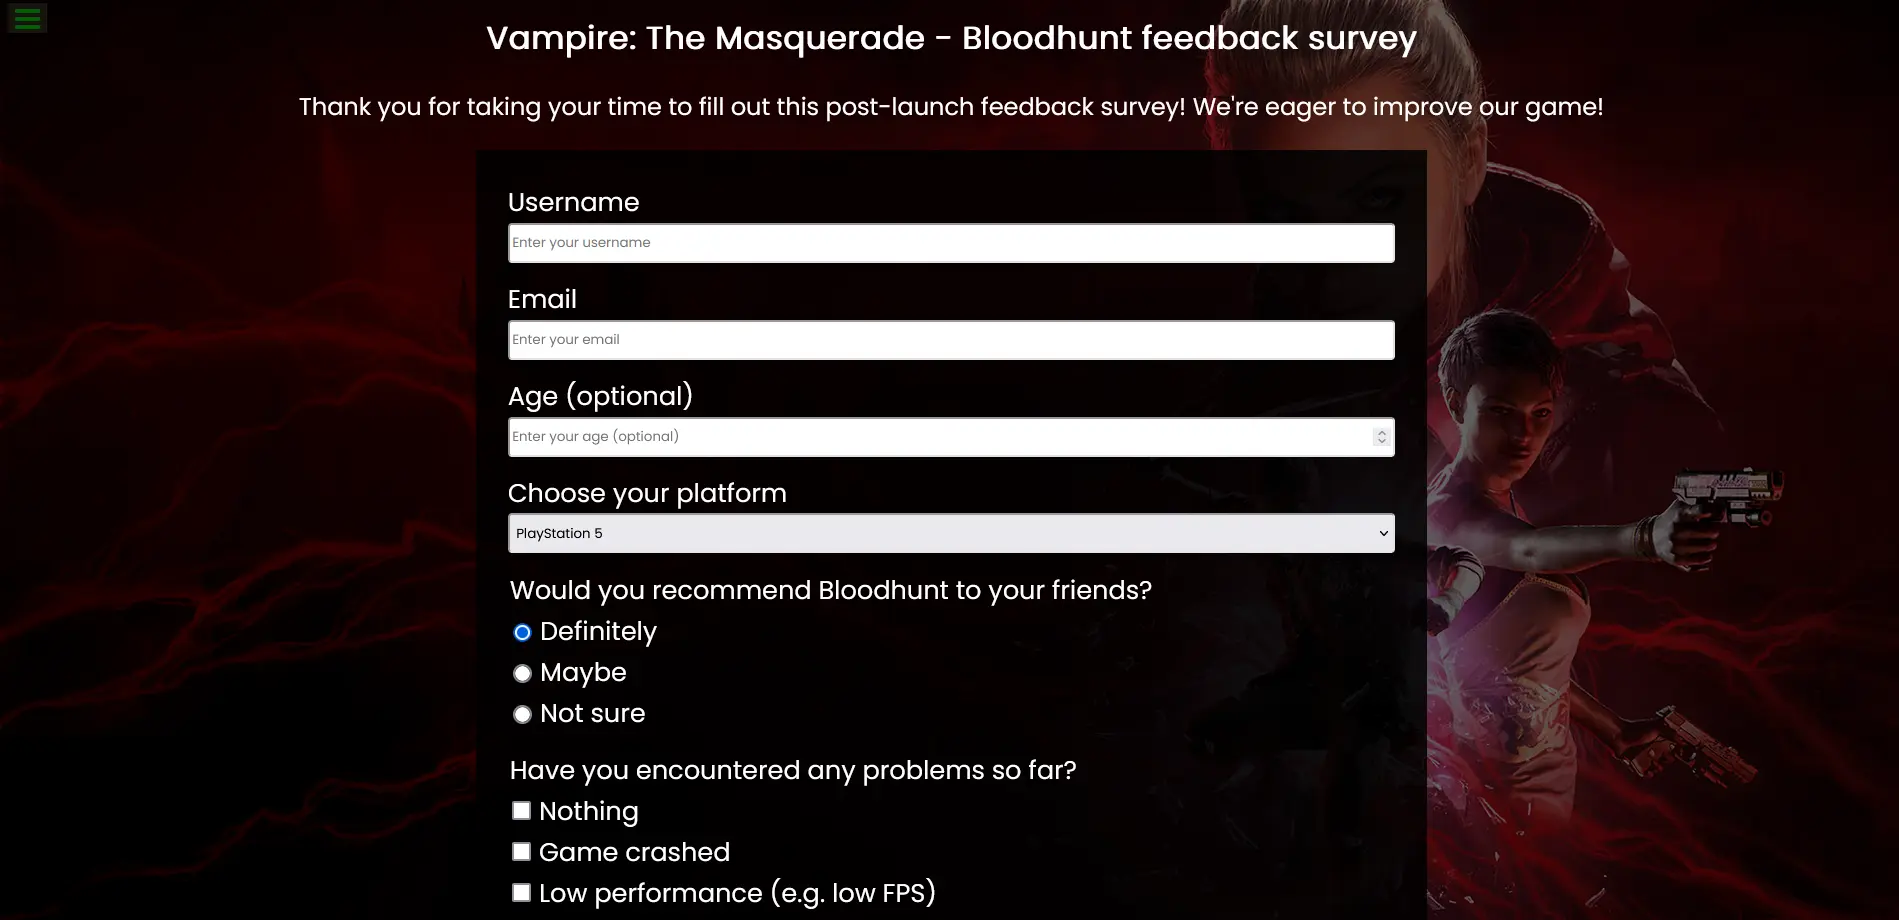 Vampire: The Masquerade - Bloodhunt feedback survey
Thank you for taking your time to fill out this post-launch feedback survey! We're eager to improve our game!
Username
Enter your username
Email
Enter your email
Age (optional)
Enter your age (optional)
Choose your platform
PlayStation 5
Would you recommend Bloodhunt to your friends?
Definitely
Maybe
Not sure
Have you encountered any problems so far?
Nothing
Game crashed
Low performance (e.g. low FPS)